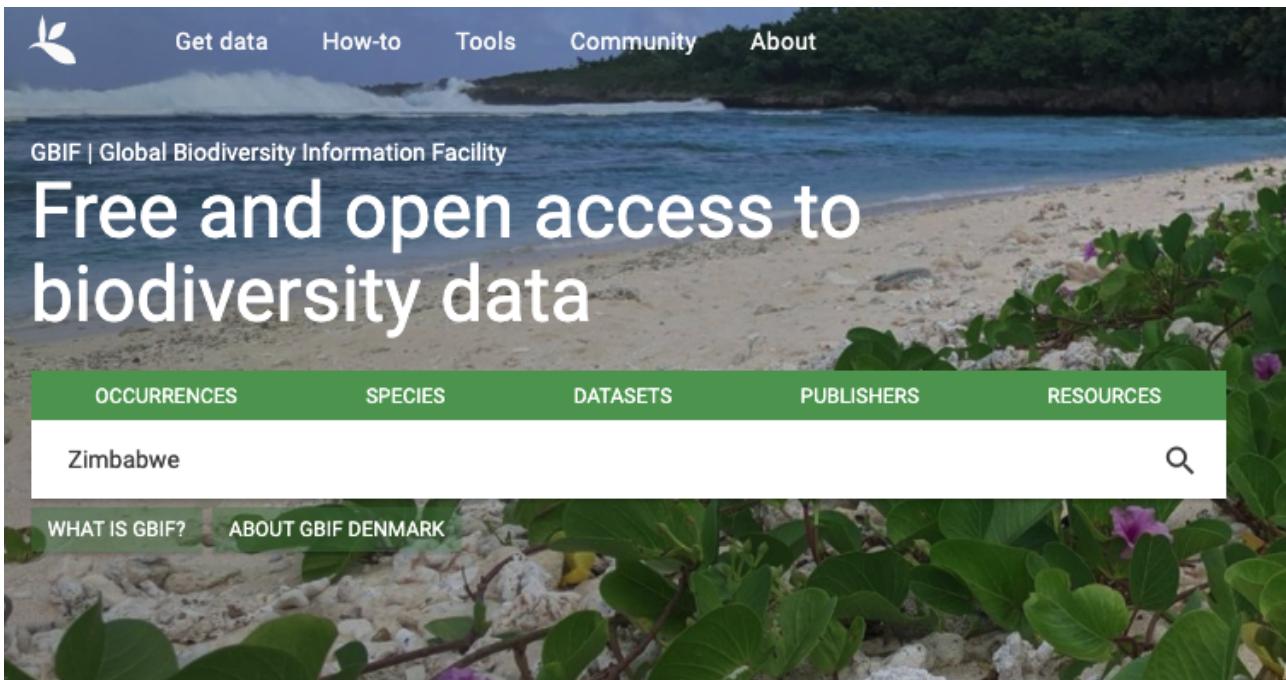 Get data How-to Tools Community About
GBIF | Global Biodiversity Information Facility
Free and open access to
biodiversity data
OCCURRENCES SPECIES DATASETS PUBLISHERS RESOURCES
Zimbabwe
WHAT IS GBIF? ABOUT GBIF DENMARK